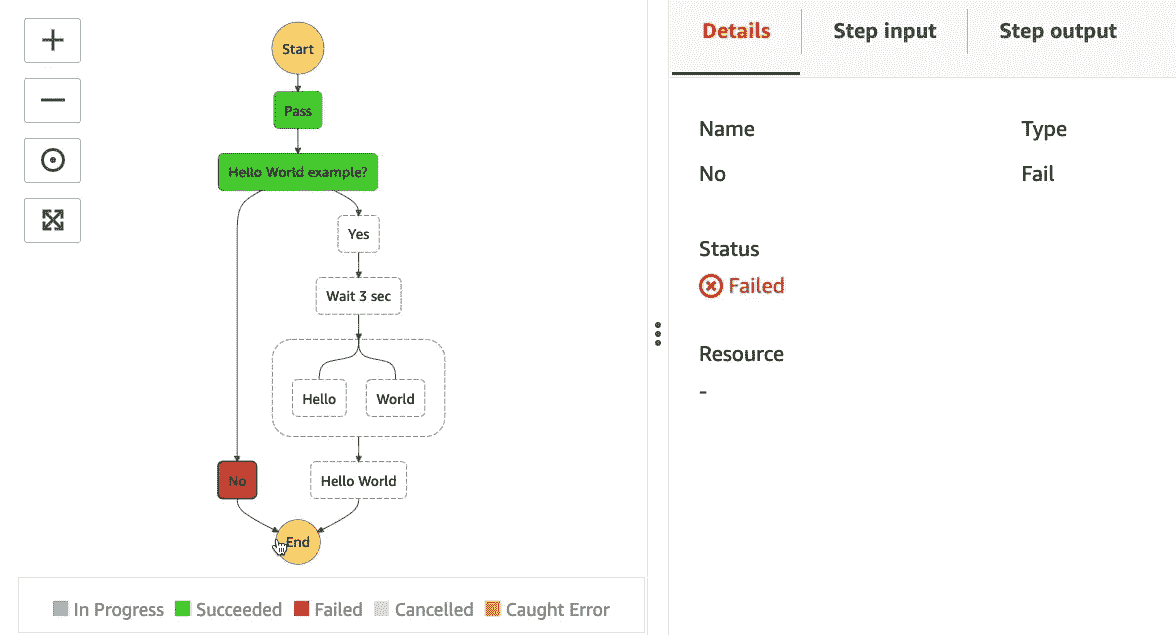 Start
Pass
Hello World example?
Yes
Wait 3 sec
Hello World
No Hello World
End
In Progress Succeeded Failed Cancelled Caught Error
Details Step input Step output
Name Type
No Fail
Status
Failed
Resource
-